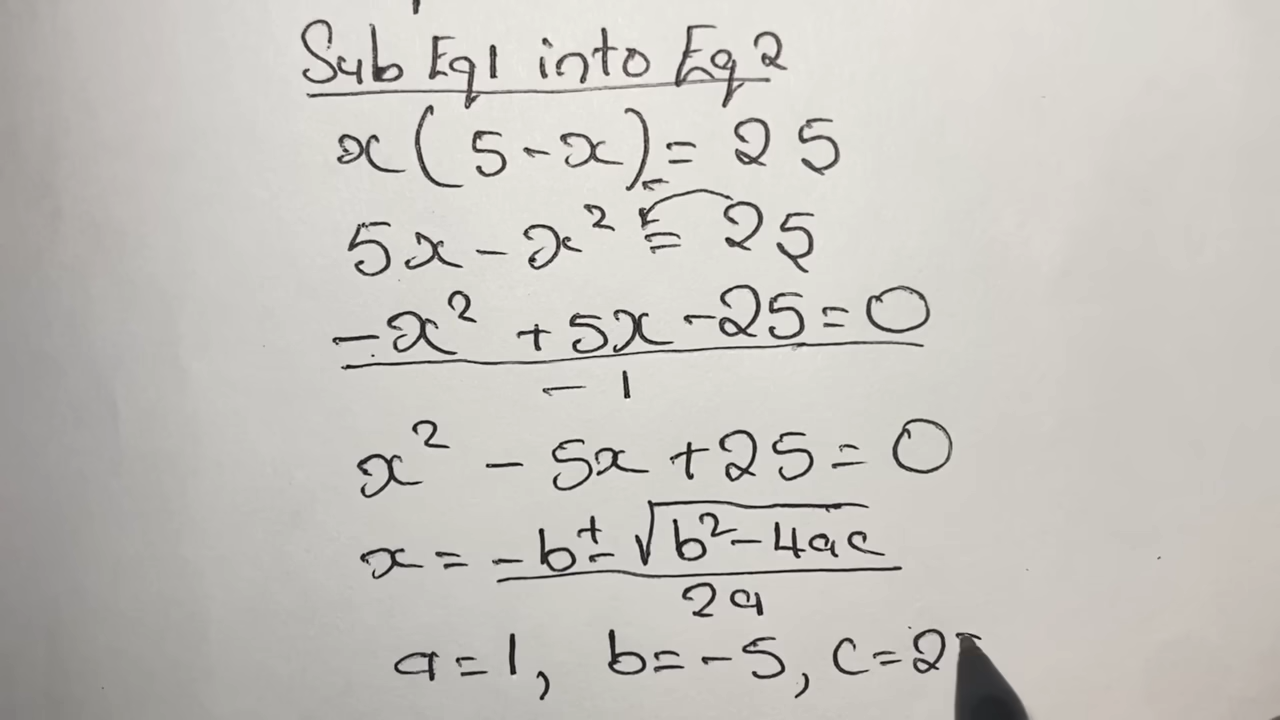 Sub Eq1 into Eq2
x(5-x)=25
5x-x²=25
-x²+5x-25=0
-1
x²-5x+25=0
x=-b±√b²-4ac
2a
a=1, b=-5, c=2